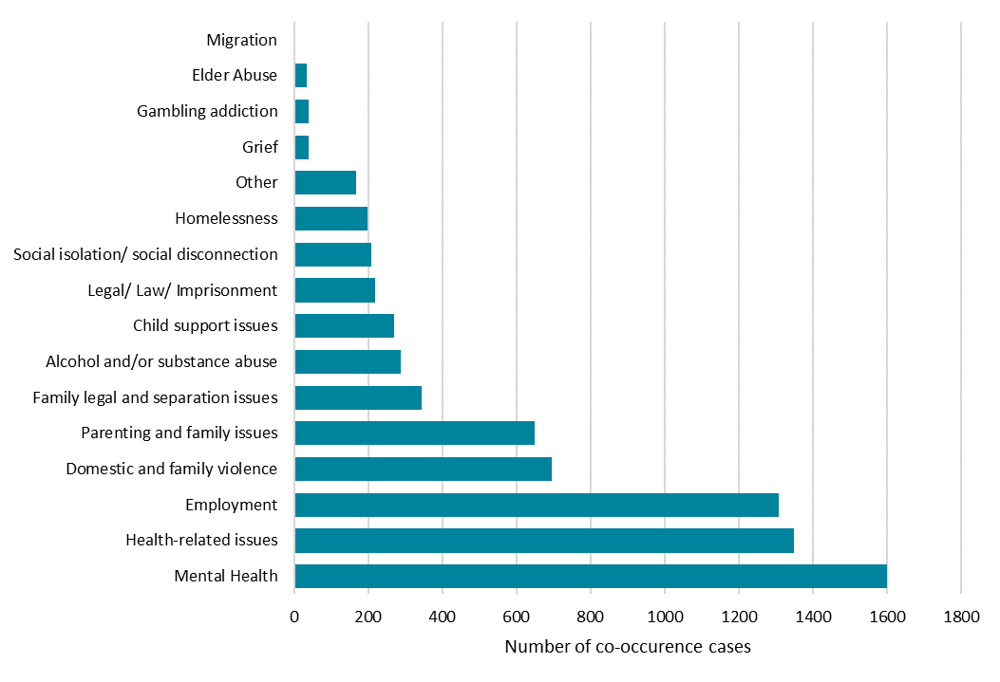 Migration
Elder Abuse
Gambling addiction
Grief
Other
Homelessness
Social isolation/ social disconnection
Legal/ Law/ Imprisonment
Child support issues
Alcohol and/or substance abuse
Family legal and separation issues
Parenting and family issues
Domestic and family violence
Employment
Health-related issues
Mental Health
0 200 400 600 800 1000 1200 1400 1600 1800
Number of co-occurence cases